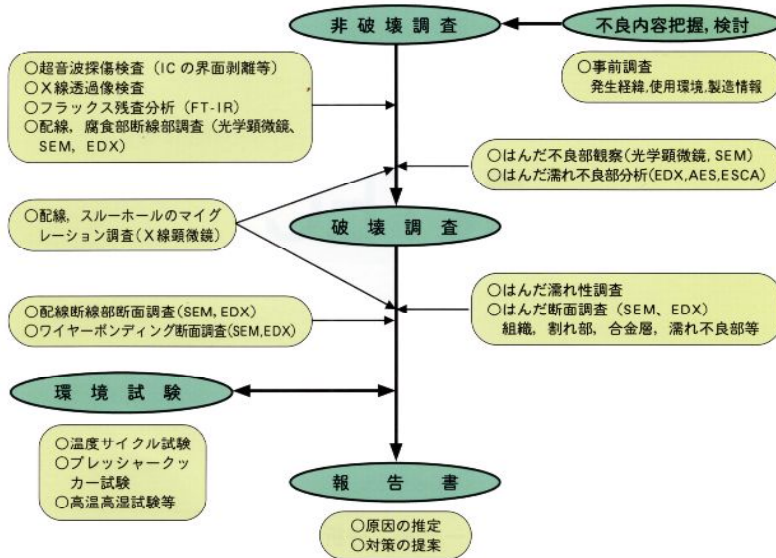 非破壊調査
不良内容把握,検討
○事前調査
発生経緯,使用環境,製造情報
○超音波探傷検査（ICの界面剥離等）
○X線透過像検査
○フラックス残査分析（FT-IR）
○配線，腐食部断線部調査（光学顕微鏡、
SEM，EDX）
○はんだ不良部観察(光学顕微鏡, SEM)
○はんだ濡れ不良部分析(EDX,AES,ESCA)
○配線，スルーホールのマイグ
レーション調査(X線顕微鏡)
破壊調査
○はんだ濡れ性調査
○はんだ断面調査（SEM、EDX）
組織，割れ部，合金層，濡れ不良部等
○配線断線部断面調査(SEM, EDX)
○ワイヤーボンディング断面調査(SEM,EDX)
環境試験
○温度サイクル試験
○プレッシャークッ
カー試験
○高温高湿試験等
報告書
○原因の推定
○対策の提案